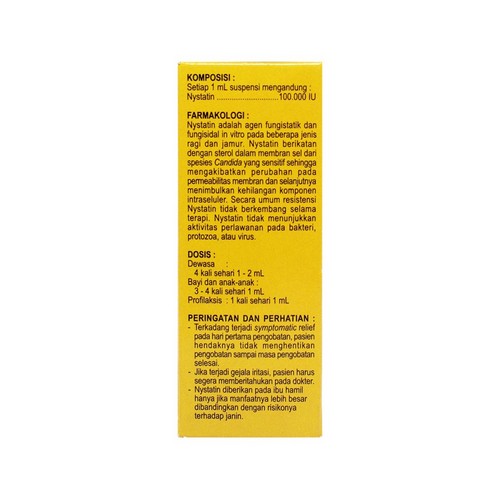 KOMPOSISI :
Setiap 1 mL suspensi mengandung :
Nystatin ............................. 100.000 IU
FARMAKOLOGI :
Nystatin adalah agen fungistatik dan
fungisidal in vitro pada beberapa jenis
ragi dan jamur. Nystatin berikatan
dengan sterol dalam membran sel dari
spesies Candida yang sensitif sehingga
mengakibatkan perubahan pada
permeabilitas membran dan selanjutnya
menimbulkan kehilangan komponen
intraseluler. Secara umum resistensi
Nystatin tidak berkembang selama
terapi. Nystatin tidak menunjukkan
aktivitas perlawanan pada bakteri,
protozoa, atau virus.
DOSIS :
Dewasa :
4 kali sehari 1 - 2 mL
Bayi dan anak-anak :
3 - 4 kali sehari 1 mL
Profilaksis : 1 kali sehari 1 mL
PERINGATAN DAN PERHATIAN :
- Terkadang terjadi symptomatic relief
pada hari pertama pengobatan, pasien
hendaknya tidak menghentikan
pengobatan sampai masa pengobatan
selesai.
- Jika terjadi gejala iritasi, pasien harus
segera memberitahukan pada dokter.
- Nystatin diberikan pada ibu hamil
hanya jika manfaatnya lebih besar
dibandingkan dengan risikonya
terhadap janin.